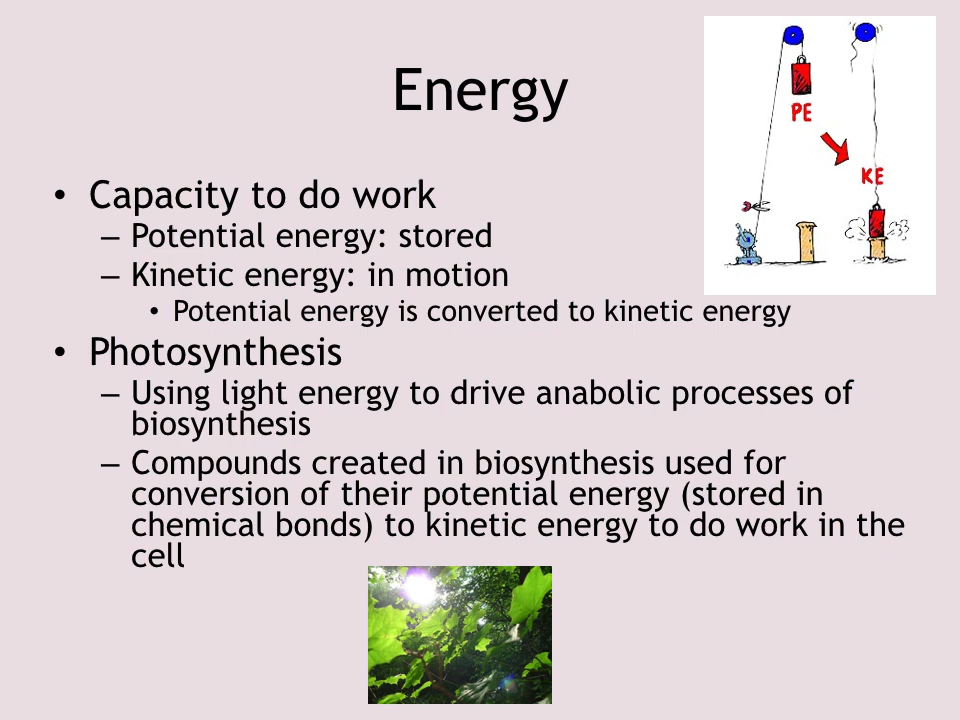 Energy
PE
KE
• Capacity to do work
– Potential energy: stored
– Kinetic energy: in motion
• Potential energy is converted to kinetic energy
• Photosynthesis
– Using light energy to drive anabolic processes of
biosynthesis
– Compounds created in biosynthesis used for
conversion of their potential energy (stored in
chemical bonds) to kinetic energy to do work in the
cell